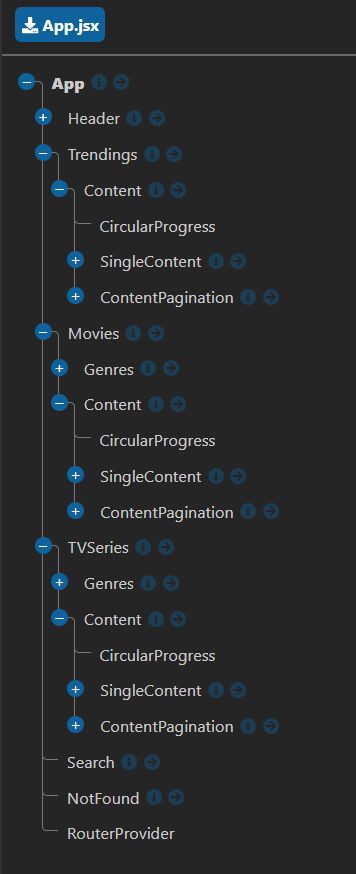 App.jsx
App
Header
Trendings
Content
CircularProgress
SingleContent
ContentPagination
Movies
Genres
Content
CircularProgress
SingleContent
ContentPagination
TVSeries
Genres
Content
CircularProgress
SingleContent
ContentPagination
Search
NotFound
RouterProvider